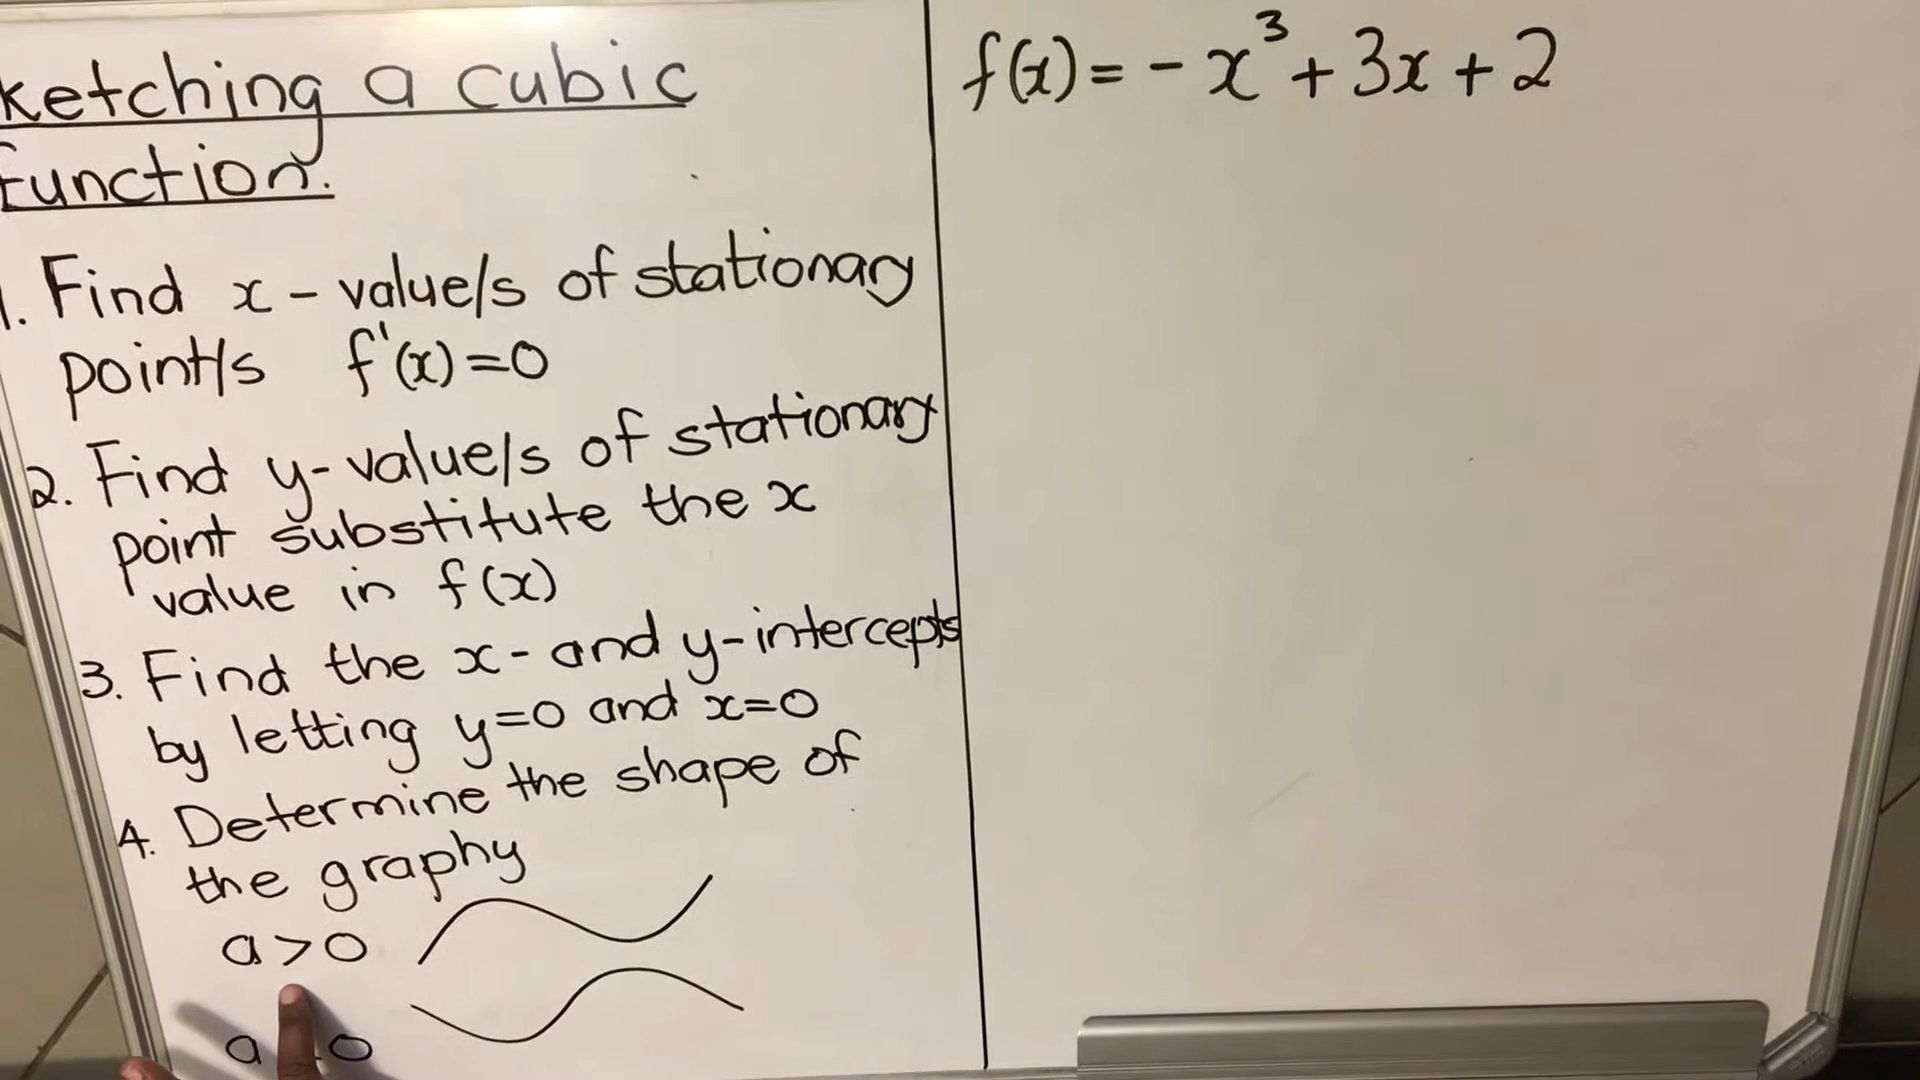 ketching a cubic
function.
1. Find x-value/s of stationary
point/s f'(x)=0
2. Find y-value/s of stationary
point substitute the x
value in f(x)
3. Find the x-and y-intercepts
by letting y=0 and x=0
4. Determine the shape of
the graphy
a>0
a 0
f(x) = -x³+3x+2